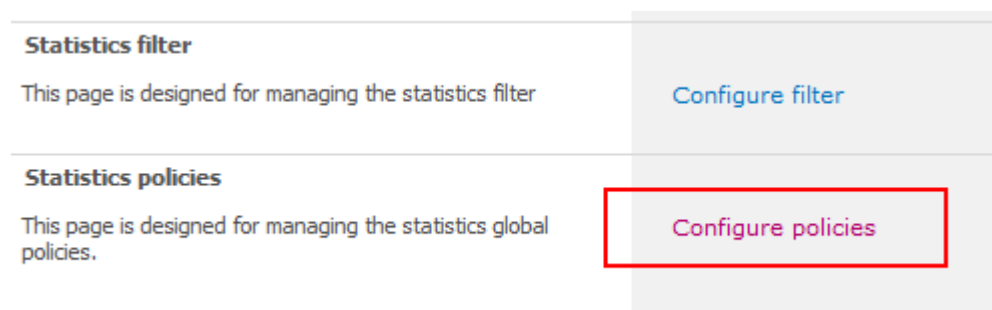 Statistics filter
This page is designed for managing the statistics filter
Configure filter
Statistics policies
This page is designed for managing the statistics global
policies.
Configure policies